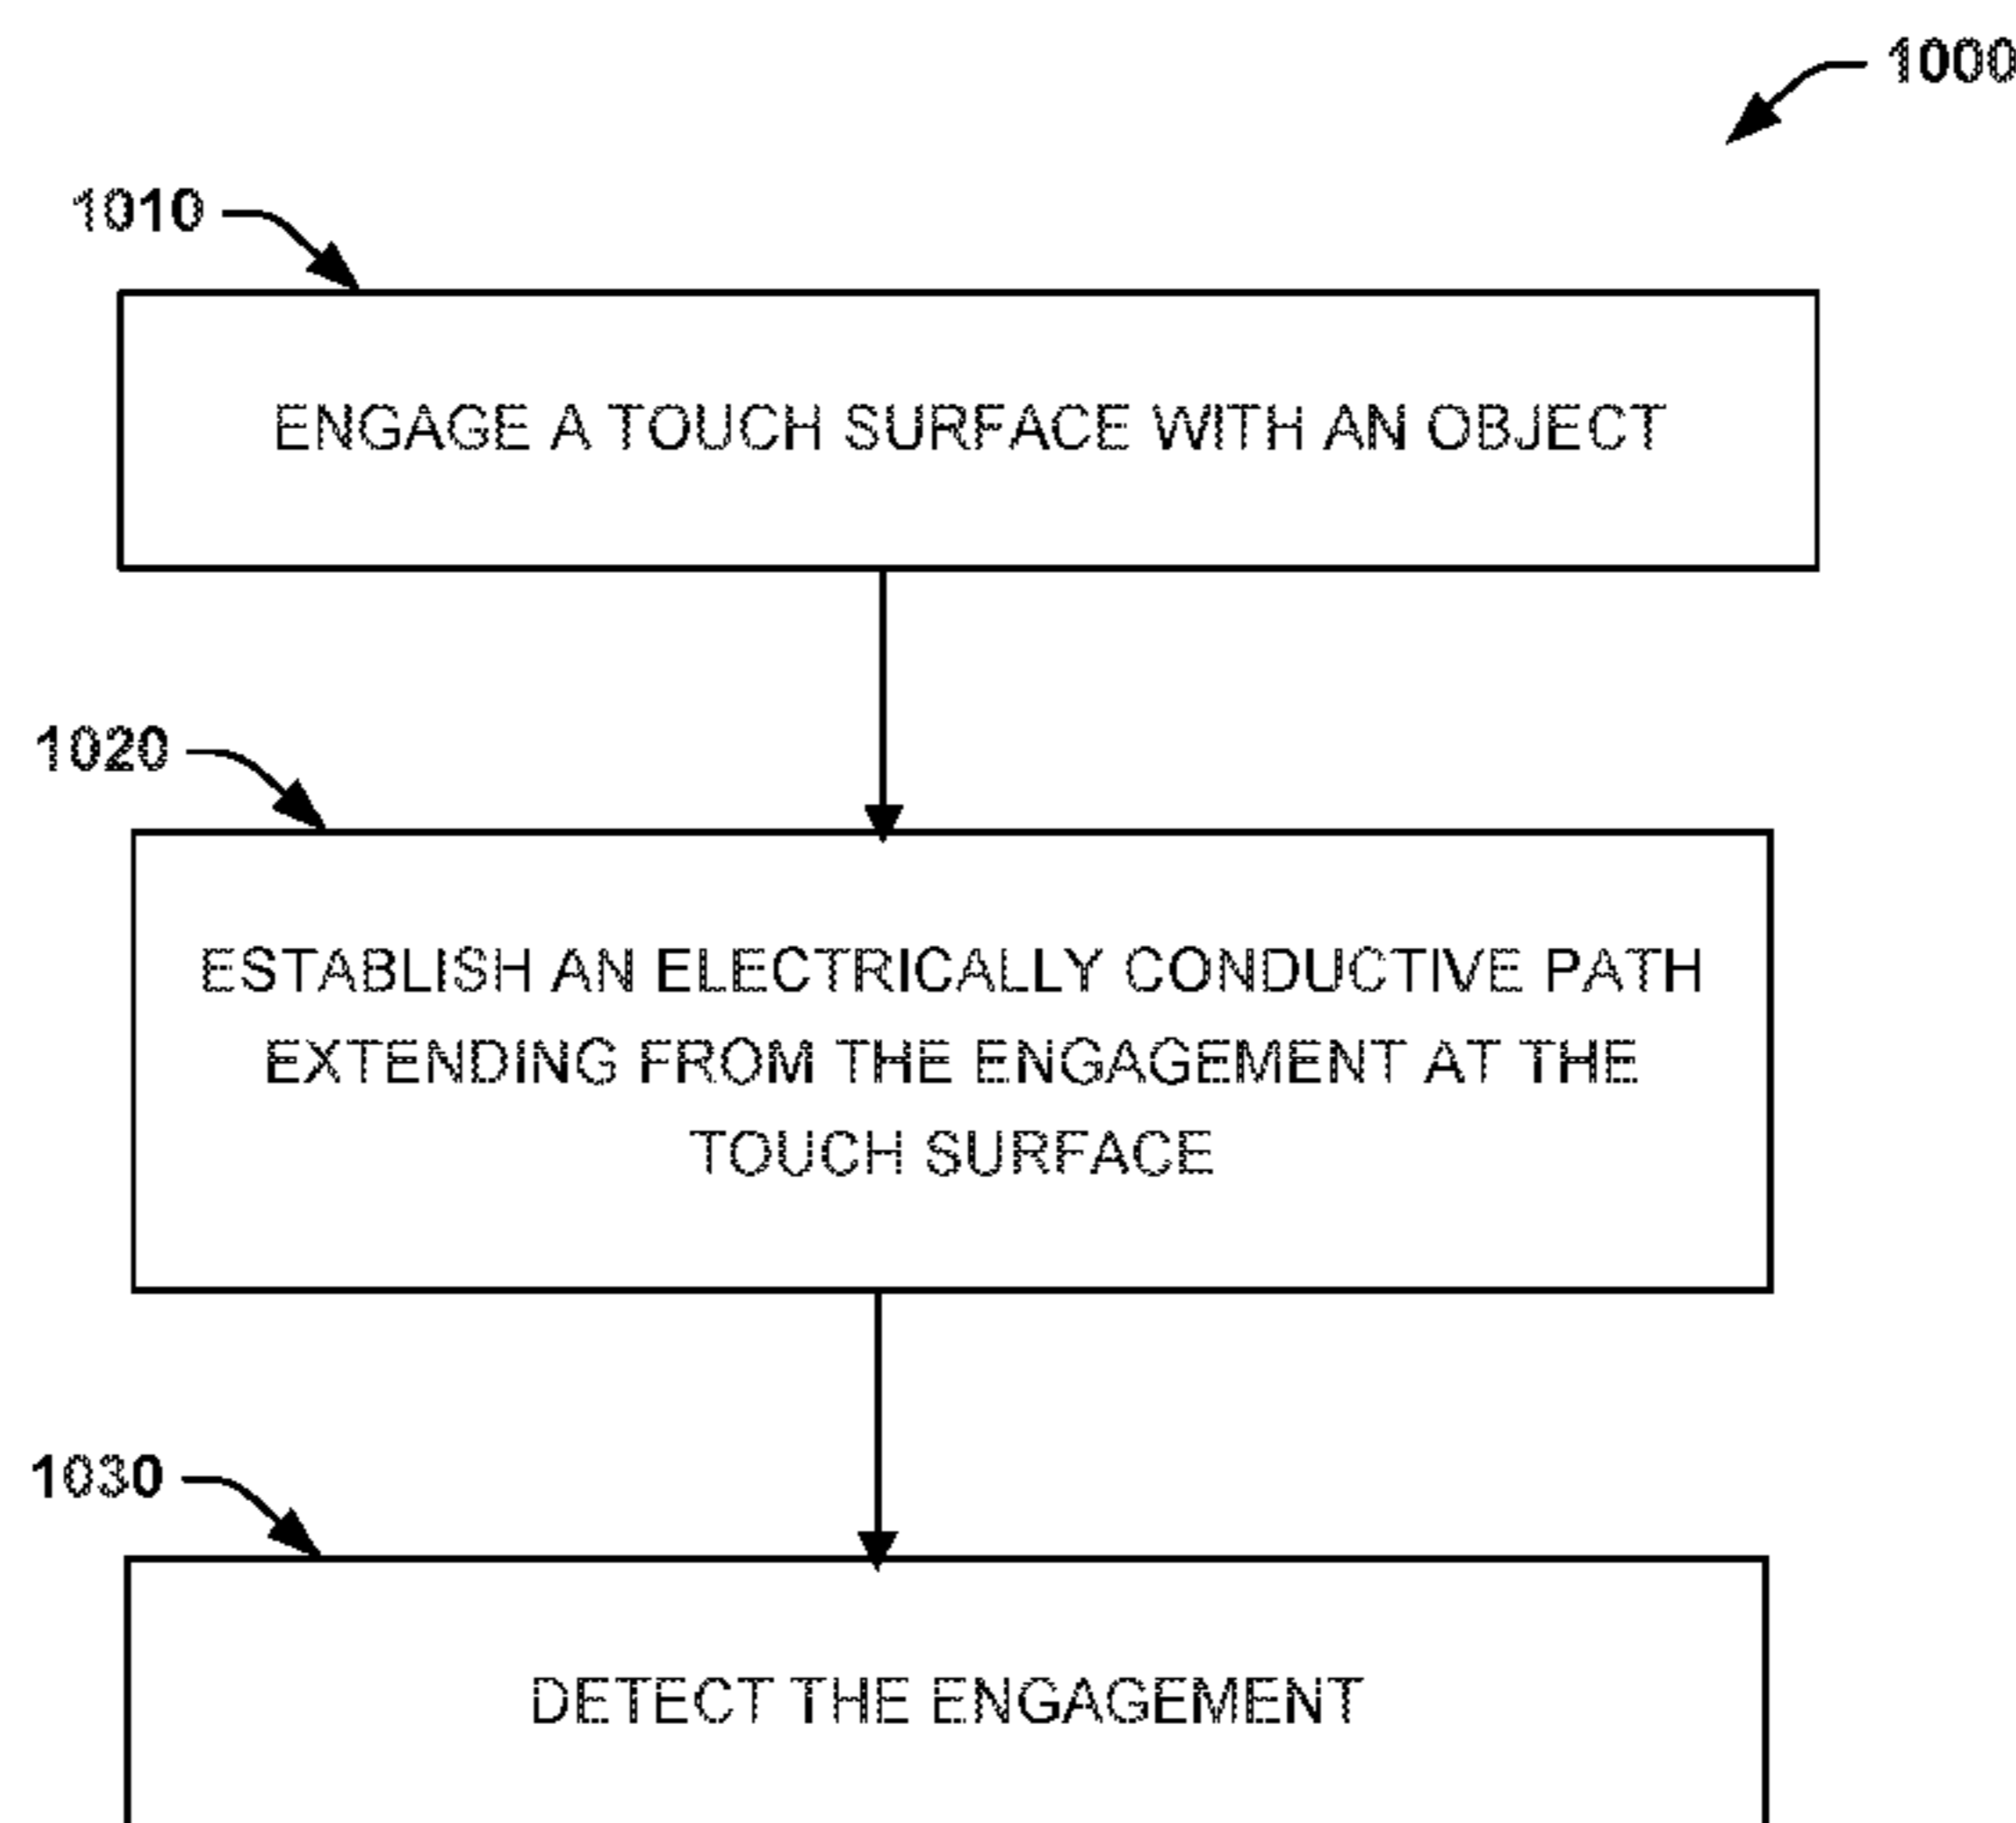 1000
1010
ENGAGE A TOUCH SURFACE WITH AN OBJECT
1020
ESTABLISH AN ELECTRICALLY CONDUCTIVE PATH
EXTENDING FROM THE ENGAGEMENT AT THE
TOUCH SURFACE
1030
DETECT THE ENGAGEMENT